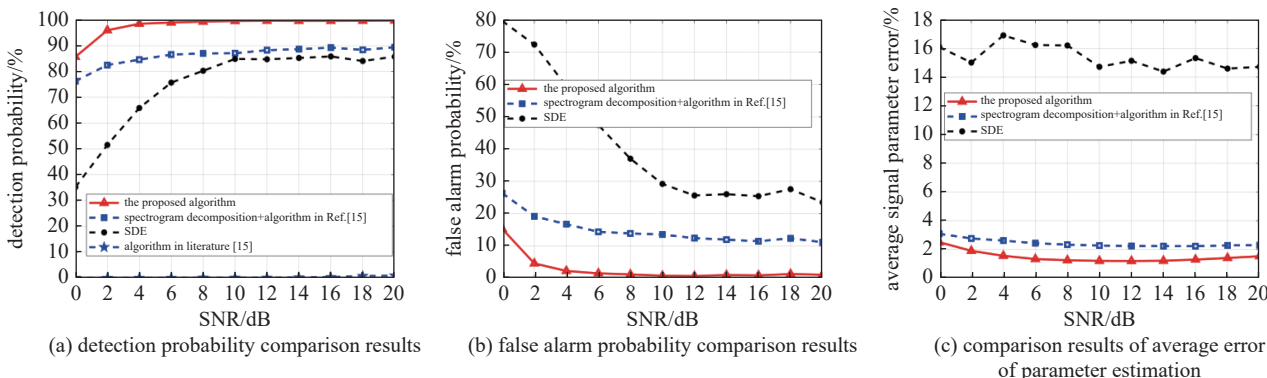 detection probability/%
100
90
80
70
60
50
40
30
20
10
0
the proposed algorithm
spectrogram decomposition+algorithm in Ref.[15]
SDE
algorithm in literature [15]
0 2 4 6 8 10 12 14 16 18 20
SNR/dB
(a) detection probability comparison results
false alarm probability/%
80
70
60
50
40
30
20
10
0
the proposed algorithm
spectrogram decomposition+algorithm in Ref.[15]
SDE
0 2 4 6 8 10 12 14 16 18 20
SNR/dB
(b) false alarm probability comparison results
average signal parameter error/%
18
16
14
12
10
8
6
4
2
0
the proposed algorithm
spectrogram decomposition+algorithm in Ref.[15]
SDE
0 2 4 6 8 10 12 14 16 18 20
SNR/dB
(c) comparison results of average error
of parameter estimation